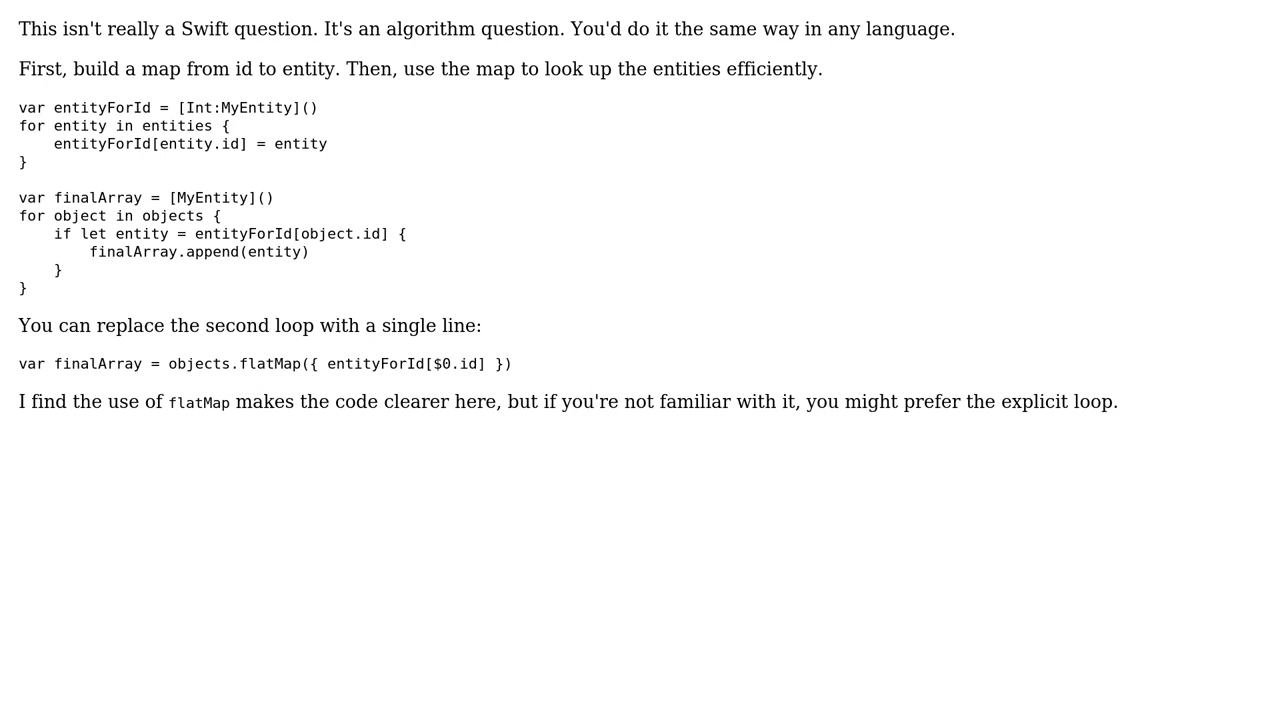 This isn't really a Swift question. It's an algorithm question. You'd do it the same way in any language.
First, build a map from id to entity. Then, use the map to look up the entities efficiently.
var entityForId = [Int:MyEntity]()
for entity in entities {
    entityForId[entity.id] = entity
}
var finalArray = [MyEntity]()
for object in objects {
    if let entity = entityForId[object.id] {
        finalArray.append(entity)
    }
}
You can replace the second loop with a single line:
var finalArray = objects.flatMap({ entityForId[$0.id] })
I find the use of flatMap makes the code clearer here, but if you're not familiar with it, you might prefer the explicit loop.